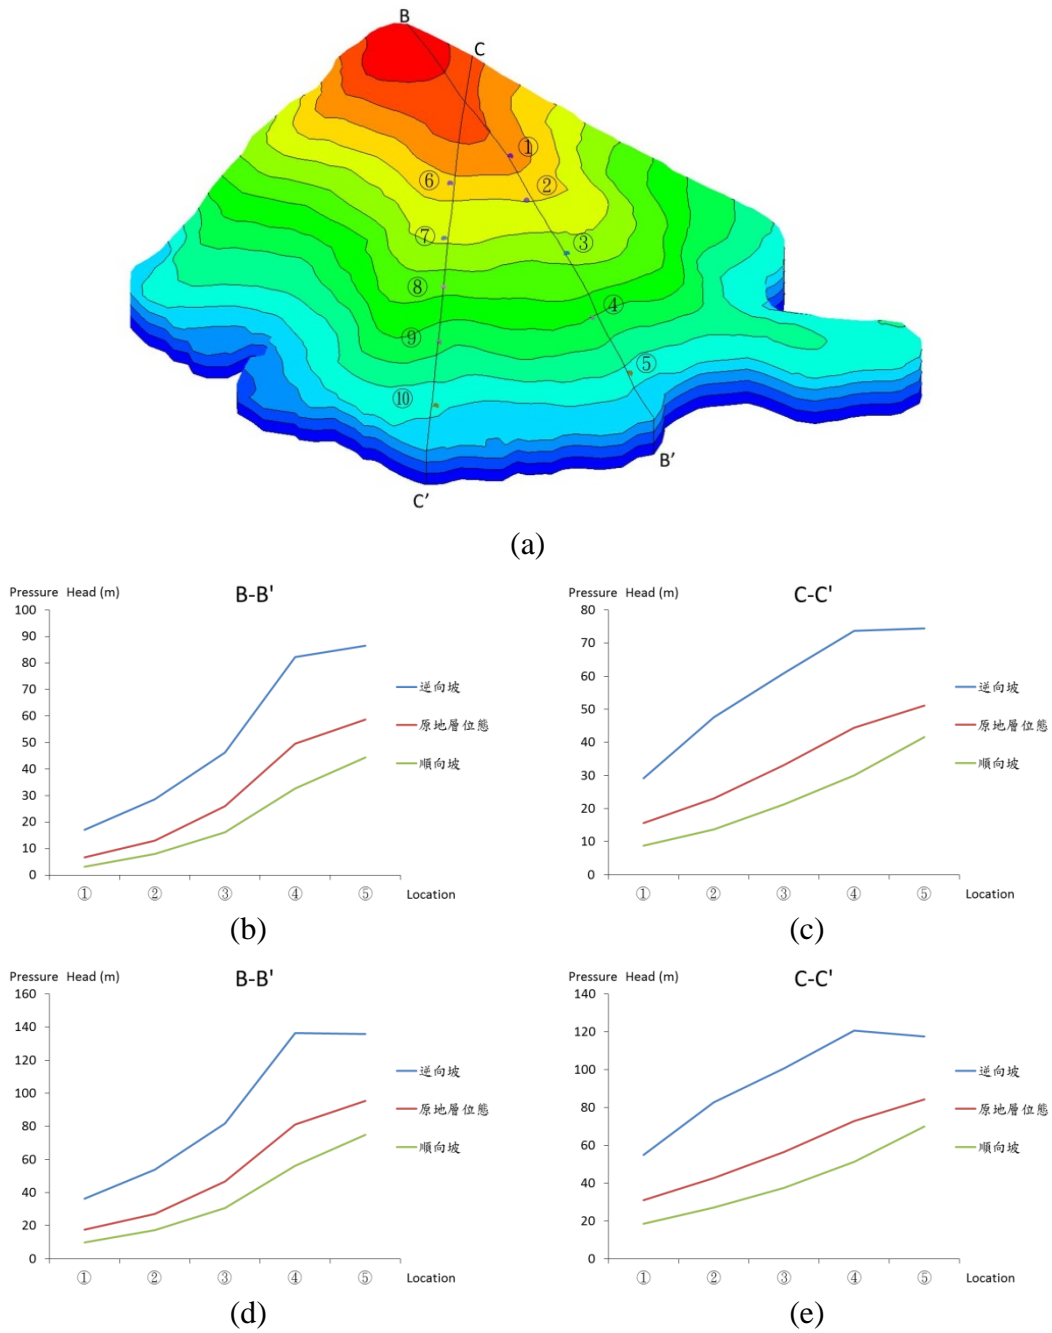 B
C
①
⑥
②
⑦
③
⑧
④
⑨
⑤
⑩
B'
C'
(a)
Pressure Head (m)
B-B'
100
90
80
70
60
50
40
30
20
10
0
逆向坡
原地層位態
順向坡
① ② ③ ④ ⑤ Location
(b)
Pressure Head (m)
C-C'
80
70
60
50
40
30
20
10
0
逆向坡
原地層位態
順向坡
① ② ③ ④ ⑤ Location
(c)
Pressure Head (m)
B-B'
160
140
120
100
80
60
40
20
0
逆向坡
原地層位態
順向坡
① ② ③ ④ ⑤ Location
(d)
Pressure Head (m)
C-C'
140
120
100
80
60
40
20
0
逆向坡
原地層位態
順向坡
① ② ③ ④ ⑤ Location
(e)